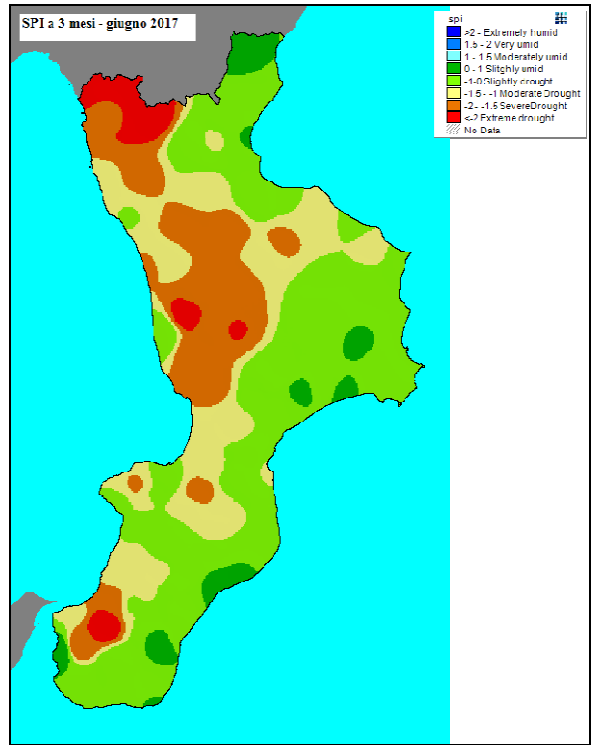 SPI a 3 mesi - giugno 2017
spi
>2 - Extremely humid
1.5 - 2 Very umid
1 - 1.5 Moderately umid
0 - 1 Slitghly umid
-1-0 Slightly drought
-1.5 - -1 Moderate Drought
-2 - -1.5 SevereDrought
<-2 Extreme drought
No Data